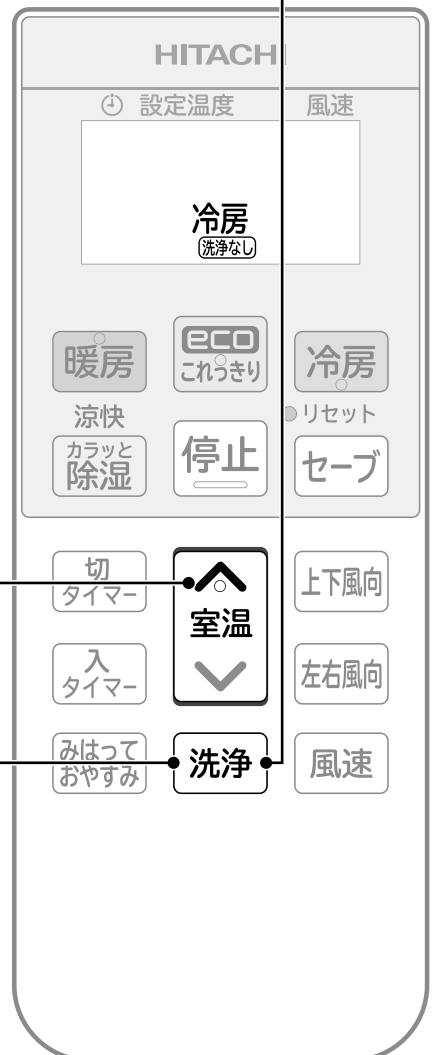 HITACHI
設定温度 風速
冷房
洗浄なし
暖房
eco
これっきり
冷房
涼快
カラッと
除湿
停止
リセット
セーブ
切
タイマー
室温
上下風向
入
タイマー
左右風向
みはって
おやすみ
洗浄
風速